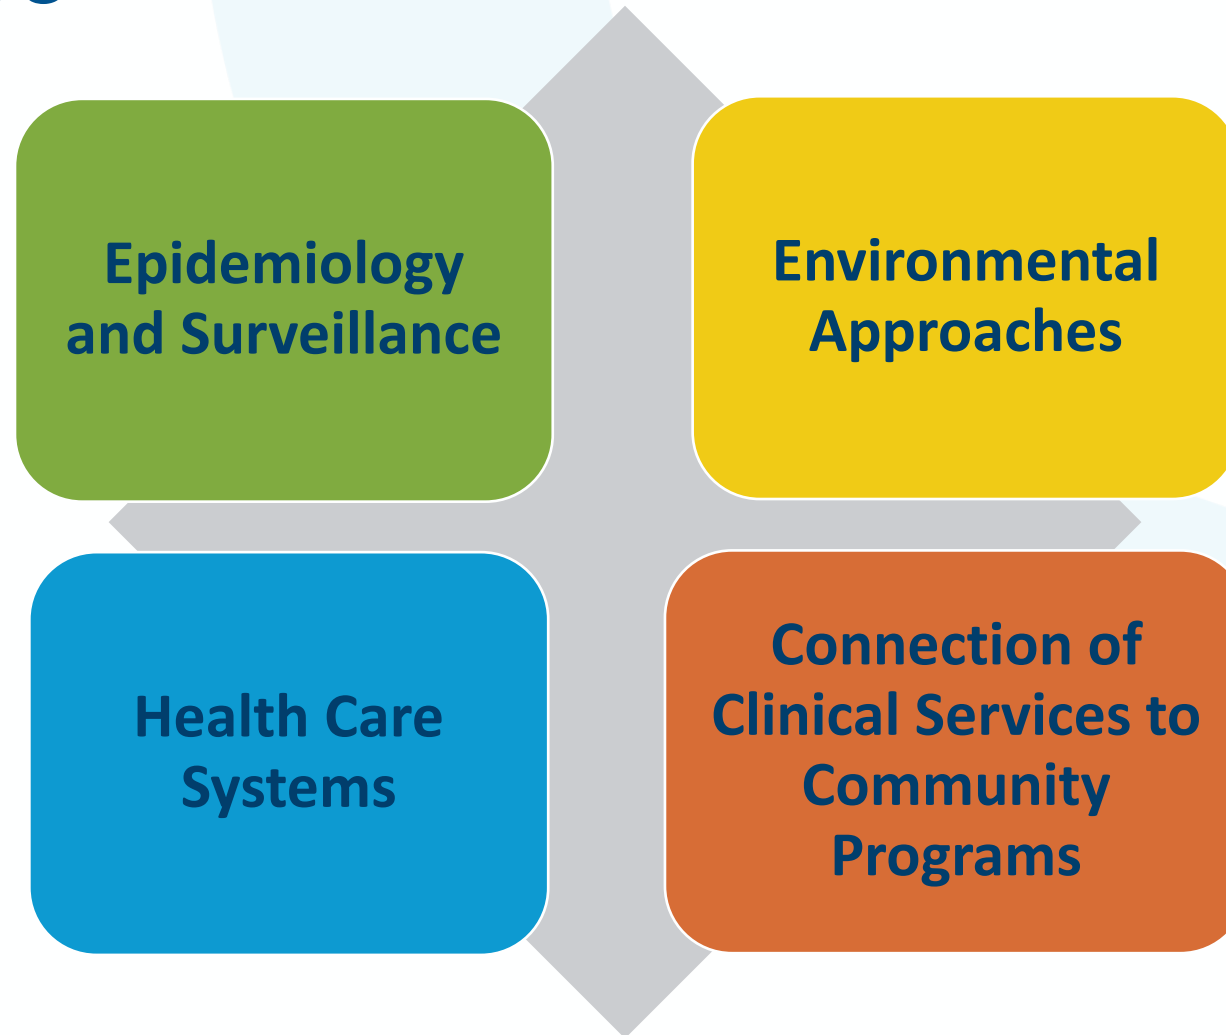 Epidemiology
and Surveillance
Environmental
Approaches
Health Care
Systems
Connection of
Clinical Services to
Community
Programs